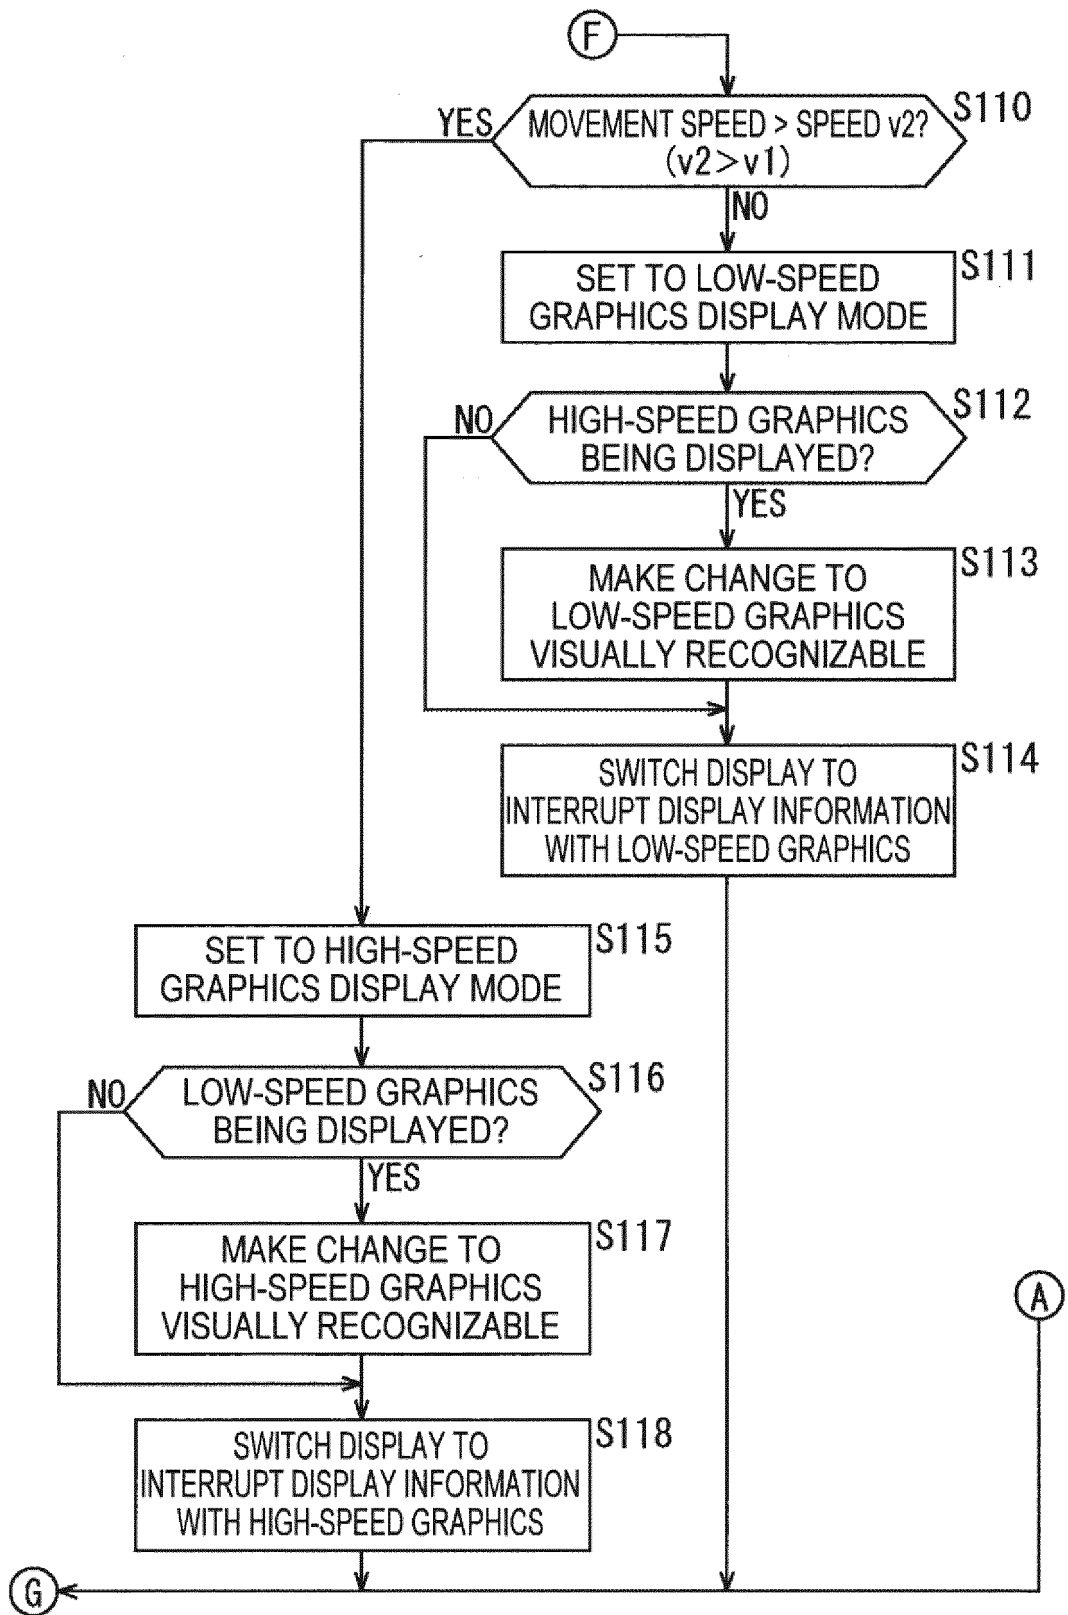 F
MOVEMENT SPEED > SPEED v2?
(v2>v1)
S110
YES
NO
SET TO LOW-SPEED
GRAPHICS DISPLAY MODE
S111
HIGH-SPEED GRAPHICS
BEING DISPLAYED?
S112
NO
YES
MAKE CHANGE TO
LOW-SPEED GRAPHICS
VISUALLY RECOGNIZABLE
S113
SWITCH DISPLAY TO
INTERRUPT DISPLAY INFORMATION
WITH LOW-SPEED GRAPHICS
S114
SET TO HIGH-SPEED
GRAPHICS DISPLAY MODE
S115
LOW-SPEED GRAPHICS
BEING DISPLAYED?
S116
NO
YES
MAKE CHANGE TO
HIGH-SPEED GRAPHICS
VISUALLY RECOGNIZABLE
S117
A
SWITCH DISPLAY TO
INTERRUPT DISPLAY INFORMATION
WITH HIGH-SPEED GRAPHICS
S118
G